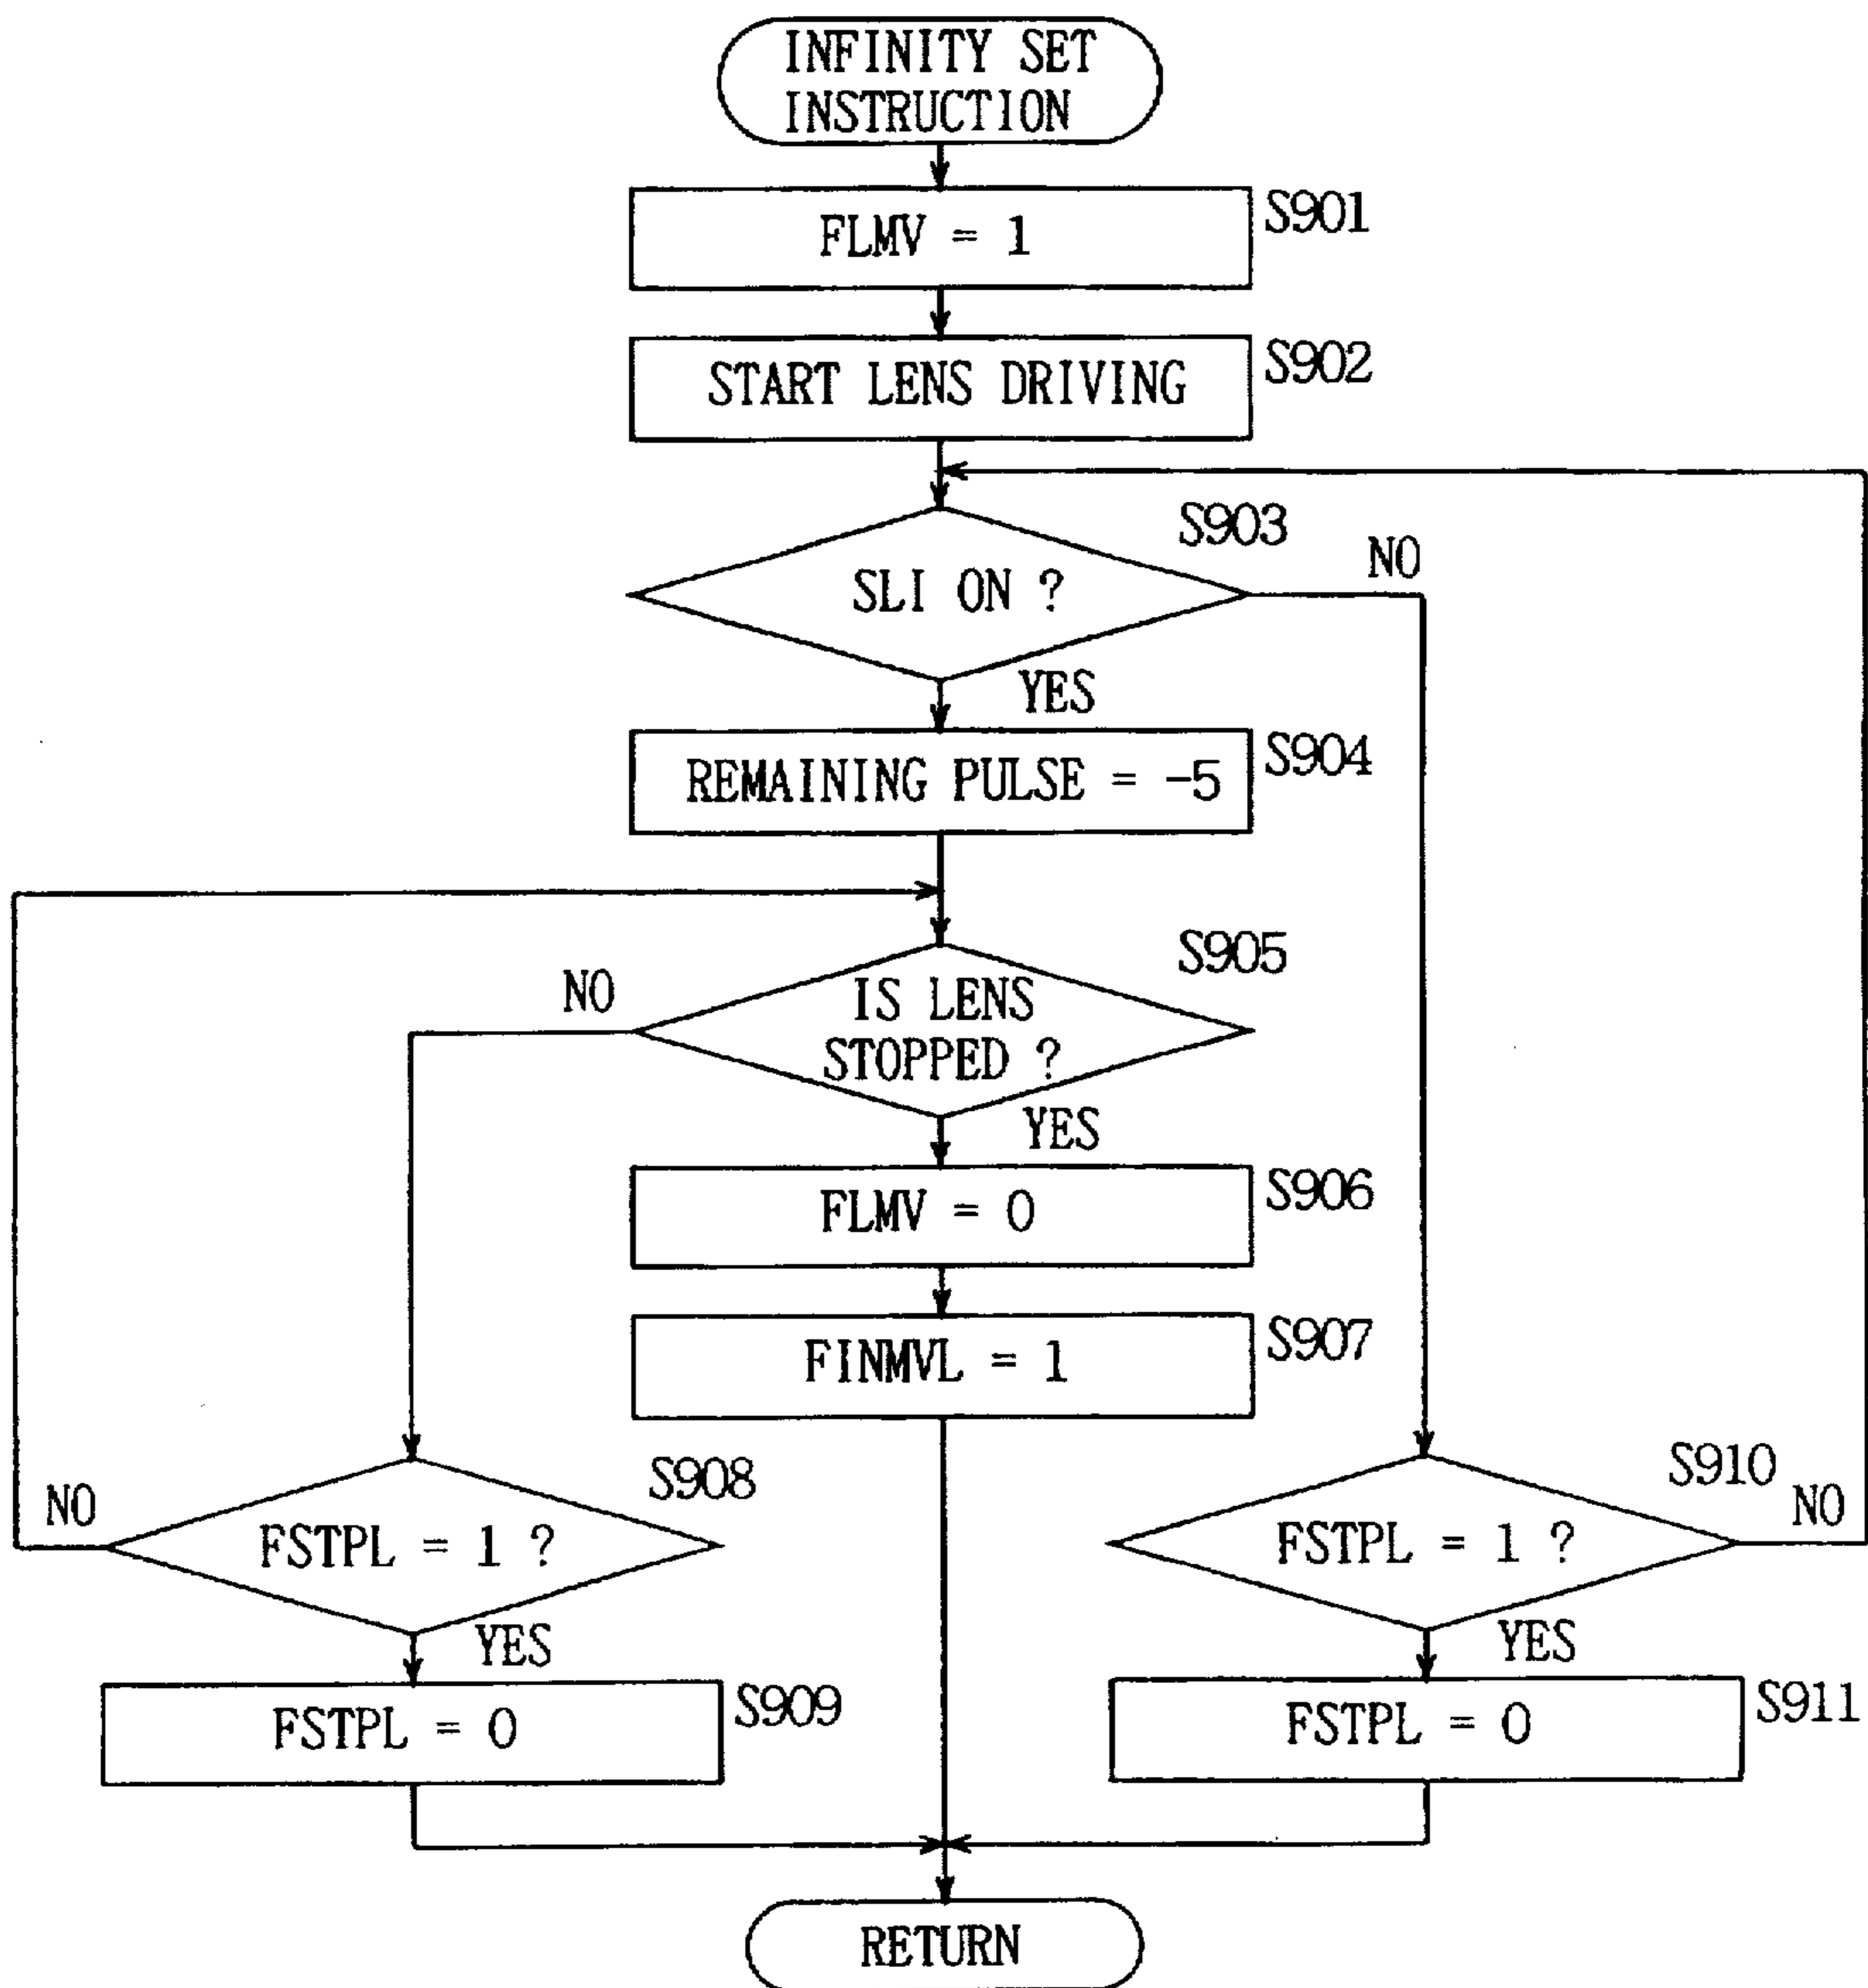 INFINITY SET
INSTRUCTION
FLMV = 1
S901
START LENS DRIVING
S902
S903
SLI ON ?
NO
YES
REMAINING PULSE = -5
S904
S905
NO
IS LENS
STOPPED ?
YES
FLMV = 0
S906
FINMVL = 1
S907
S908
NO
FSTPL = 1 ?
YES
FSTPL = 0
S909
S910
NO
FSTPL = 1 ?
YES
FSTPL = 0
S911
RETURN